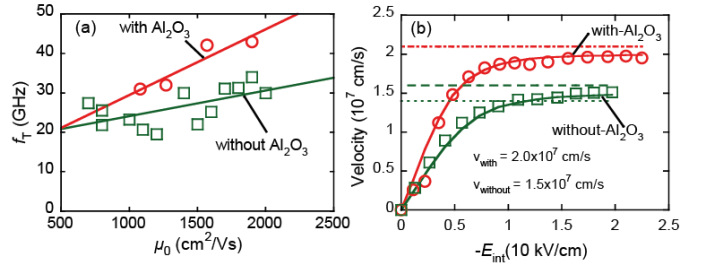 (a)
with Al2O3
without Al2O3
50
40
30
20
10
0
fT (GHz)
500
1000
1500
2000
2500
μ0 (cm²/Vs)
(b)
with-Al2O3
without-Al2O3
vwith = 2.0x10⁷ cm/s
vwithout = 1.5x10⁷ cm/s
2.5
2
1.5
1
0.5
0
Velocity (10⁷ cm/s)
0
0.5
1
1.5
2
2.5
-Eint(10 kV/cm)